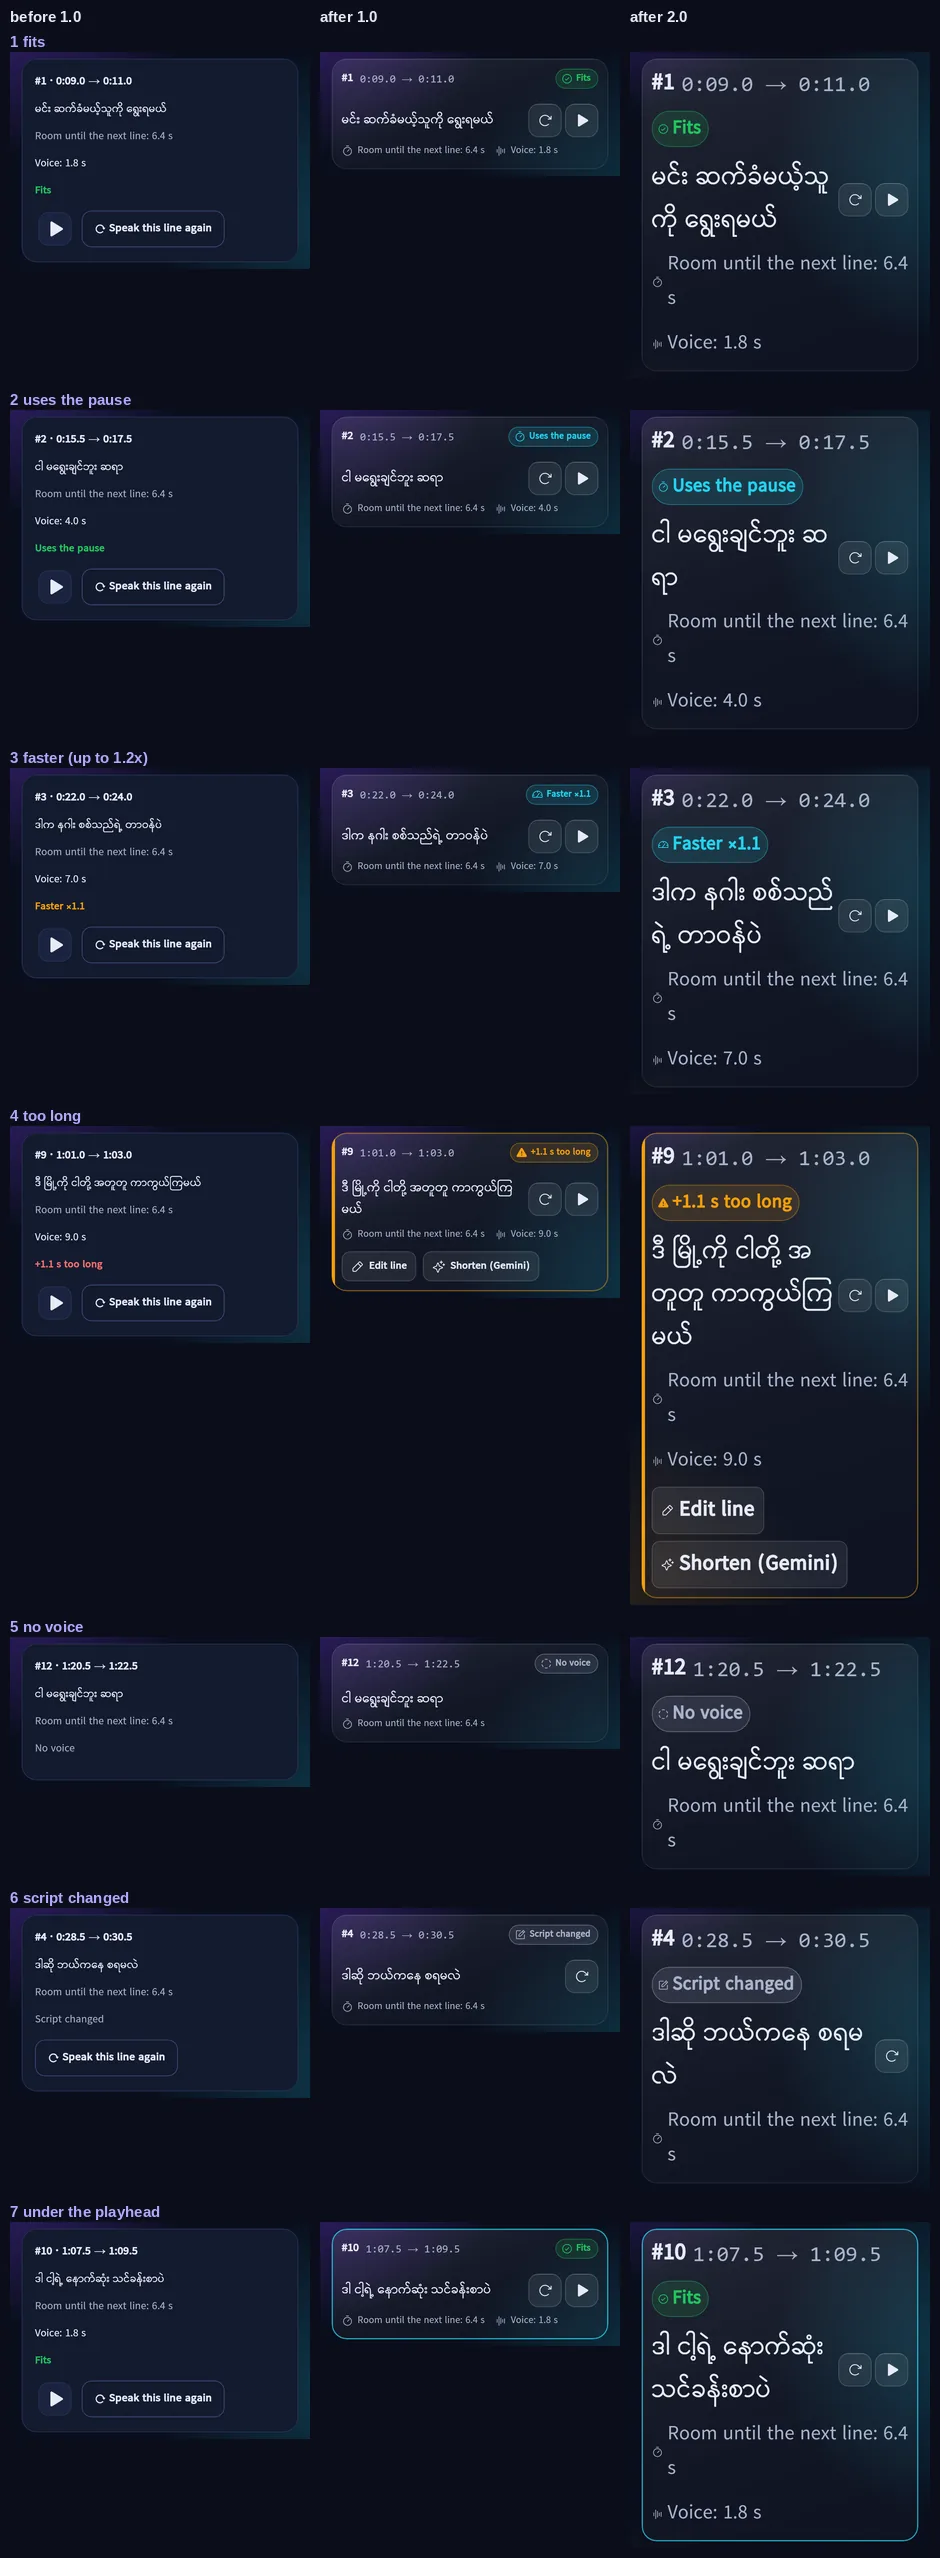 before 1.0
after 1.0
after 2.0
1 fits
#1 · 0:09.0 → 0:11.0
မင်း ဆက်ခံမယ့်သူကို ရွေးရမယ်
Room until the next line: 6.4 s
Voice: 1.8 s
Fits
Speak this line again
#1 0:09.0 → 0:11.0
Fits
မင်း ဆက်ခံမယ့်သူကို ရွေးရမယ်
Room until the next line: 6.4 s Voice: 1.8 s
#1 0:09.0 → 0:11.0
Fits
မင်း ဆက်ခံမယ့်သူ
ကို ရွေးရမယ်
Room until the next line: 6.4
s
Voice: 1.8 s
2 uses the pause
#2 · 0:15.5 → 0:17.5
ငါ မရွေးချင်ဘူး ဆရာ
Room until the next line: 6.4 s
Voice: 4.0 s
Uses the pause
Speak this line again
#2 0:15.5 → 0:17.5
Uses the pause
ငါ မရွေးချင်ဘူး ဆရာ
Room until the next line: 6.4 s Voice: 4.0 s
#2 0:15.5 → 0:17.5
Uses the pause
ငါ မရွေးချင်ဘူး ဆ
ရာ
Room until the next line: 6.4
s
Voice: 4.0 s
3 faster (up to 1.2x)
#3 · 0:22.0 → 0:24.0
ဒါက နဂါး စစ်သည်ရဲ့ တာဝန်ပဲ
Room until the next line: 6.4 s
Voice: 7.0 s
Faster ×1.1
Speak this line again
#3 0:22.0 → 0:24.0
Faster ×1.1
ဒါက နဂါး စစ်သည်ရဲ့ တာဝန်ပဲ
Room until the next line: 6.4 s Voice: 7.0 s
#3 0:22.0 → 0:24.0
Faster ×1.1
ဒါက နဂါး စစ်သည်
ရဲ့ တာဝန်ပဲ
Room until the next line: 6.4
s
Voice: 7.0 s
4 too long
#9 · 1:01.0 → 1:03.0
ဒီ မြို့ကို ငါတို့ အတူတူ ကာကွယ်ကြမယ်
Room until the next line: 6.4 s
Voice: 9.0 s
+1.1 s too long
Speak this line again
#9 1:01.0 → 1:03.0
+1.1 s too long
ဒီ မြို့ကို ငါတို့ အတူတူ ကာကွယ်ကြ
မယ်
Room until the next line: 6.4 s Voice: 9.0 s
Edit line Shorten (Gemini)
#9 1:01.0 → 1:03.0
+1.1 s too long
ဒီ မြို့ကို ငါတို့ အ
တူတူ ကာကွယ်ကြ
မယ်
Room until the next line: 6.4
s
Voice: 9.0 s
Edit line
Shorten (Gemini)
5 no voice
#12 · 1:20.5 → 1:22.5
ငါ မရွေးချင်ဘူး ဆရာ
Room until the next line: 6.4 s
No voice
#12 1:20.5 → 1:22.5
No voice
ငါ မရွေးချင်ဘူး ဆရာ
Room until the next line: 6.4 s
#12 1:20.5 → 1:22.5
No voice
ငါ မရွေးချင်ဘူး ဆရာ
Room until the next line: 6.4
s
6 script changed
#4 · 0:28.5 → 0:30.5
ဒါဆို ဘယ်ကနေ စရမလဲ
Room until the next line: 6.4 s
Script changed
Speak this line again
#4 0:28.5 → 0:30.5
Script changed
ဒါဆို ဘယ်ကနေ စရမလဲ
Room until the next line: 6.4 s
#4 0:28.5 → 0:30.5
Script changed
ဒါဆို ဘယ်ကနေ စရမ
လဲ
Room until the next line: 6.4
s
7 under the playhead
#10 · 1:07.5 → 1:09.5
ဒါ ငါ့ရဲ့ နောက်ဆုံး သင်ခန်းစာပဲ
Room until the next line: 6.4 s
Voice: 1.8 s
Fits
Speak this line again
#10 1:07.5 → 1:09.5
Fits
ဒါ ငါ့ရဲ့ နောက်ဆုံး သင်ခန်းစာပဲ
Room until the next line: 6.4 s Voice: 1.8 s
#10 1:07.5 → 1:09.5
Fits
ဒါ ငါ့ရဲ့ နောက်ဆုံး
သင်ခန်းစာပဲ
Room until the next line: 6.4
s
Voice: 1.8 s